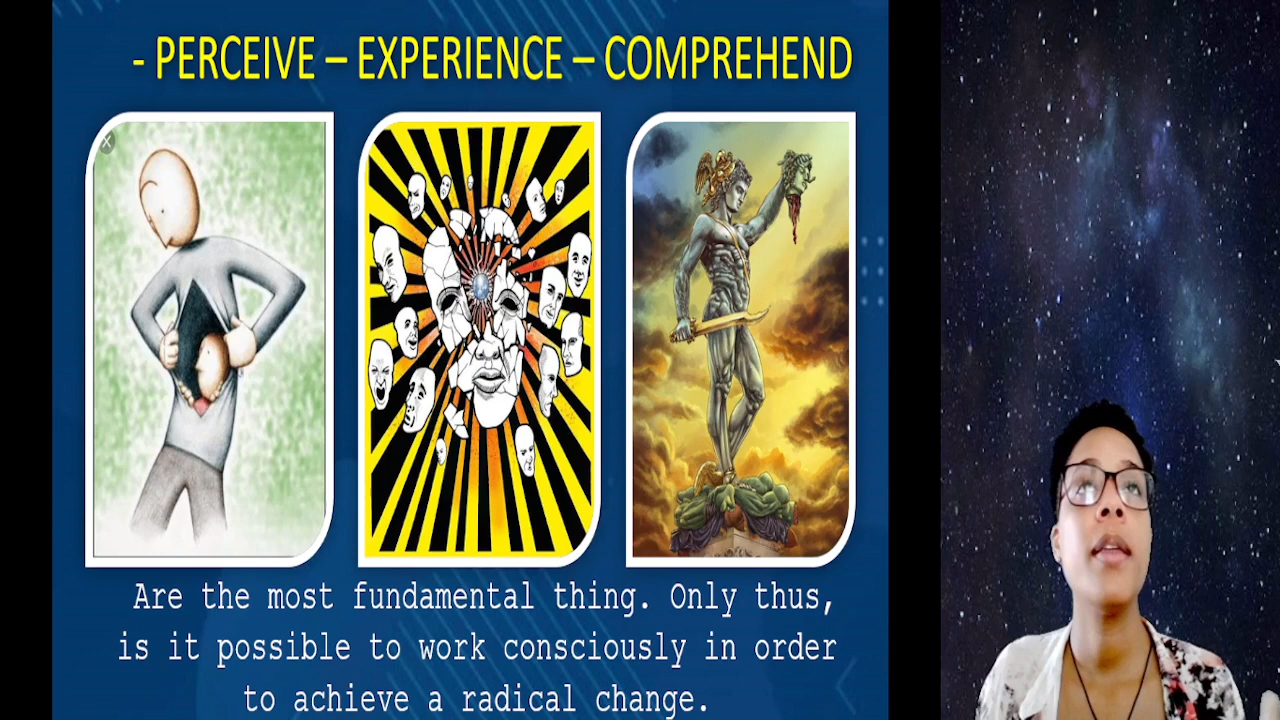 - PERCEIVE – EXPERIENCE – COMPREHEND
Are the most fundamental thing. Only thus,
is it possible to work consciously in order
to achieve a radical change.